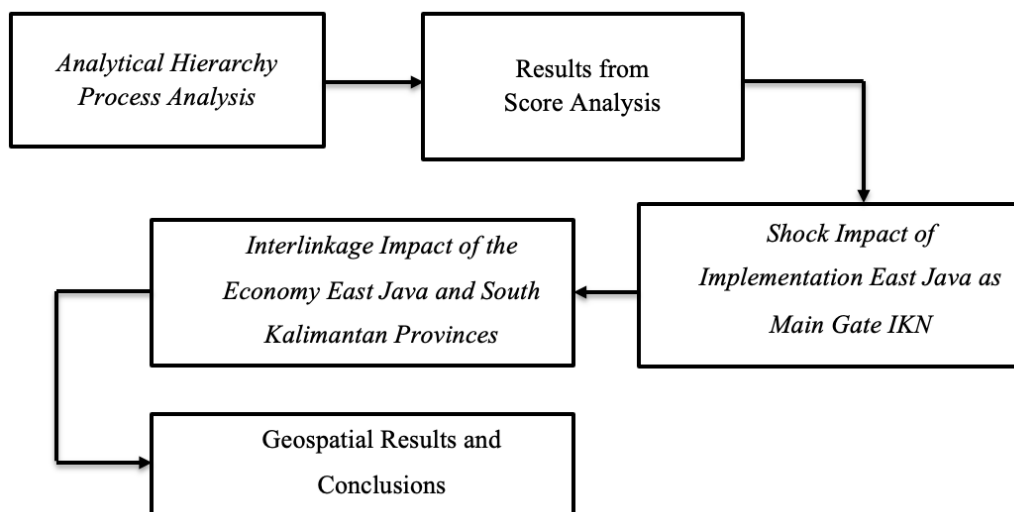 Analytical Hierarchy
Process Analysis
Results from
Score Analysis
Shock Impact of
Implementation East Java as
Main Gate IKN
Interlinkage Impact of the
Economy East Java and South
Kalimantan Provinces
Geospatial Results and
Conclusions